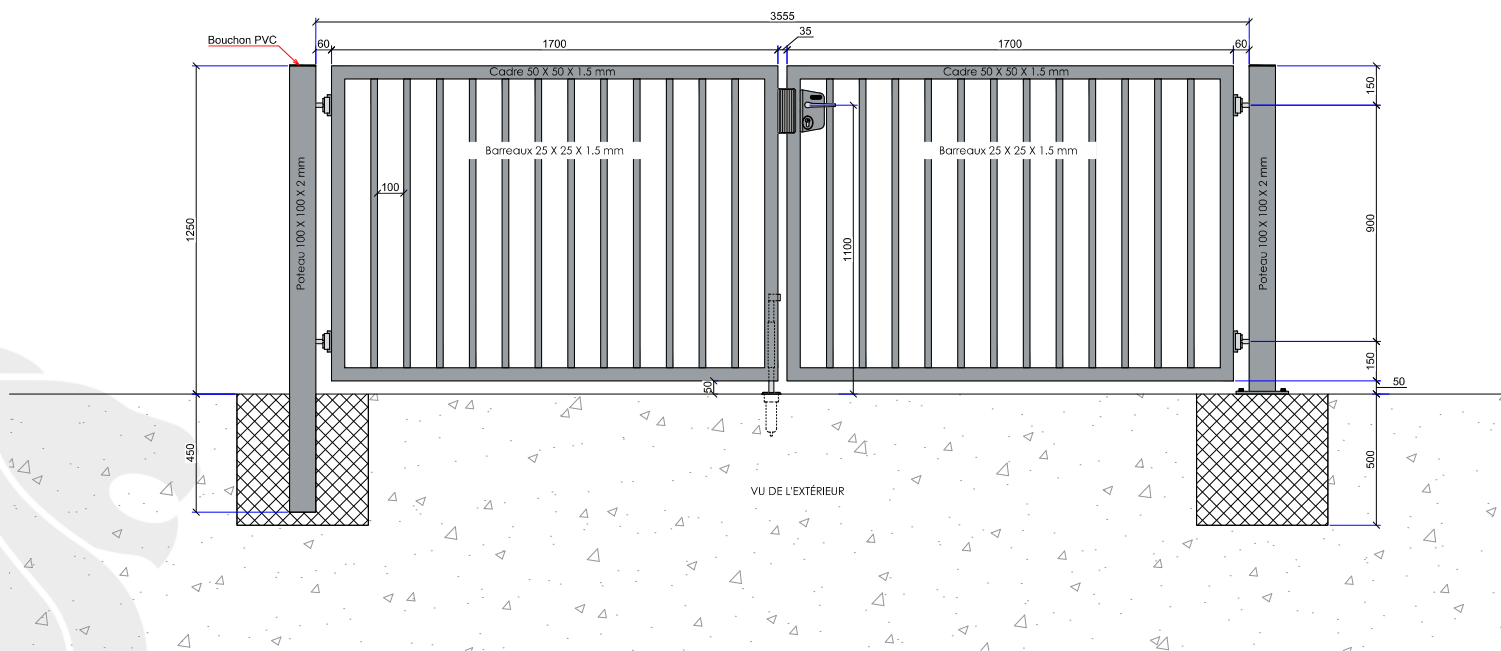 3555
Bouchon PVC
60
1700
35
1700
60
Cadre 50 X 50 X 1.5 mm
Cadre 50 X 50 X 1.5 mm
150
Barreaux 25 X 25 X 1.5 mm
Barreaux 25 X 25 X 1.5 mm
100
Poteau 100 X 100 X 2 mm
Poteau 100 X 100 X 2 mm
1250
1100
900
150
50
50
450
500
VU DE L'EXTÉRIEUR